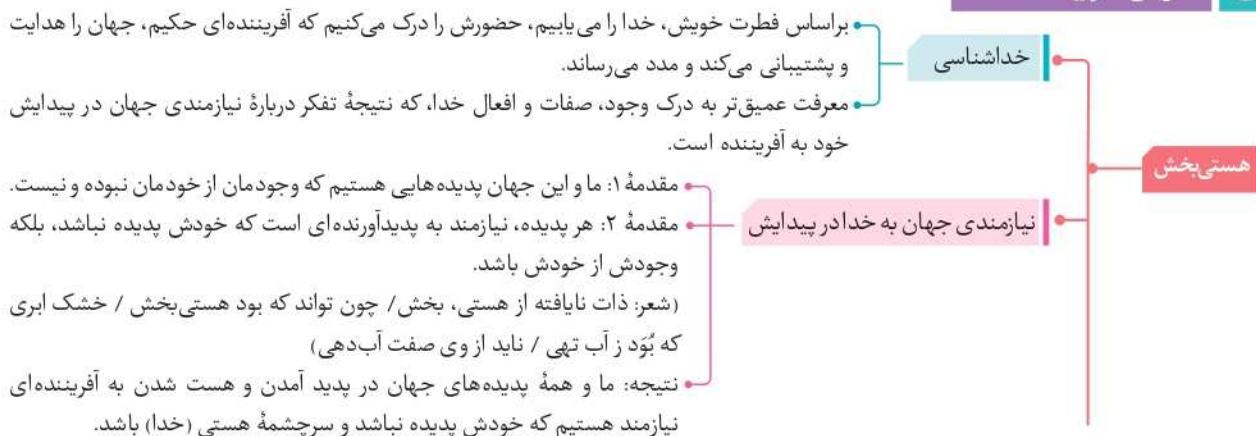 هستی‌بخش
خداشناسی
براساس فطرت خویش، خدا را می‌یابیم، حضورش را درک می‌کنیم که آفریننده‌ای حکیم، جهان را هدایت
و پشتیبانی می‌کند و مدد می‌رساند.
معرفت عمیق‌تر به درک وجود، صفات و افعال خدا، که نتیجهٔ تفکر دربارهٔ نیازمندی جهان در پیدایش
خود به آفریننده است.
نیازمندی جهان به خدا در پیدایش
مقدمهٔ ۱: ما و این جهان پدیده‌هایی هستیم که وجودمان از خودمان نبوده و نیست.
مقدمهٔ ۲: هر پدیده، نیازمند به پدیدآورنده‌ای است که خودش پدیده نباشد، بلکه
وجودش از خودش باشد.
(شعر: ذات نایافته از هستی، بخش/ چون تواند که بود هستی‌بخش / خشک ابری
که بُوَد ز آب تهی / ناید از وی صفت آب‌دهی)
نتیجه: ما و همهٔ پدیده‌های جهان در پدید آمدن و هست شدن به آفریننده‌ای
نیازمند هستیم که خودش پدیده نباشد و سرچشمهٔ هستی (خدا) باشد.